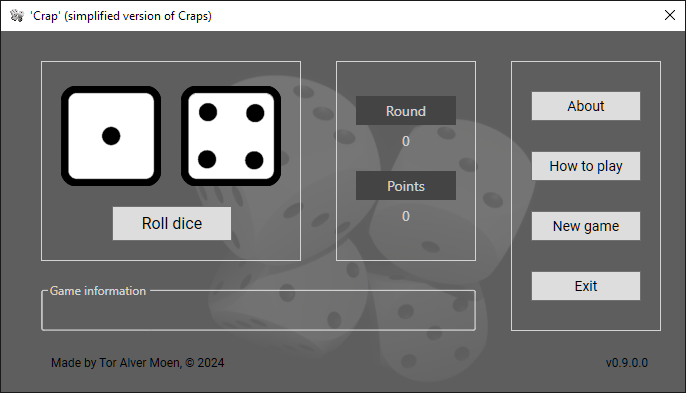 'Crap' (simplified version of Craps)
Roll dice
Round
0
Points
0
About
How to play
New game
Exit
Game information
Made by Tor Alver Moen, © 2024
v0.9.0.0